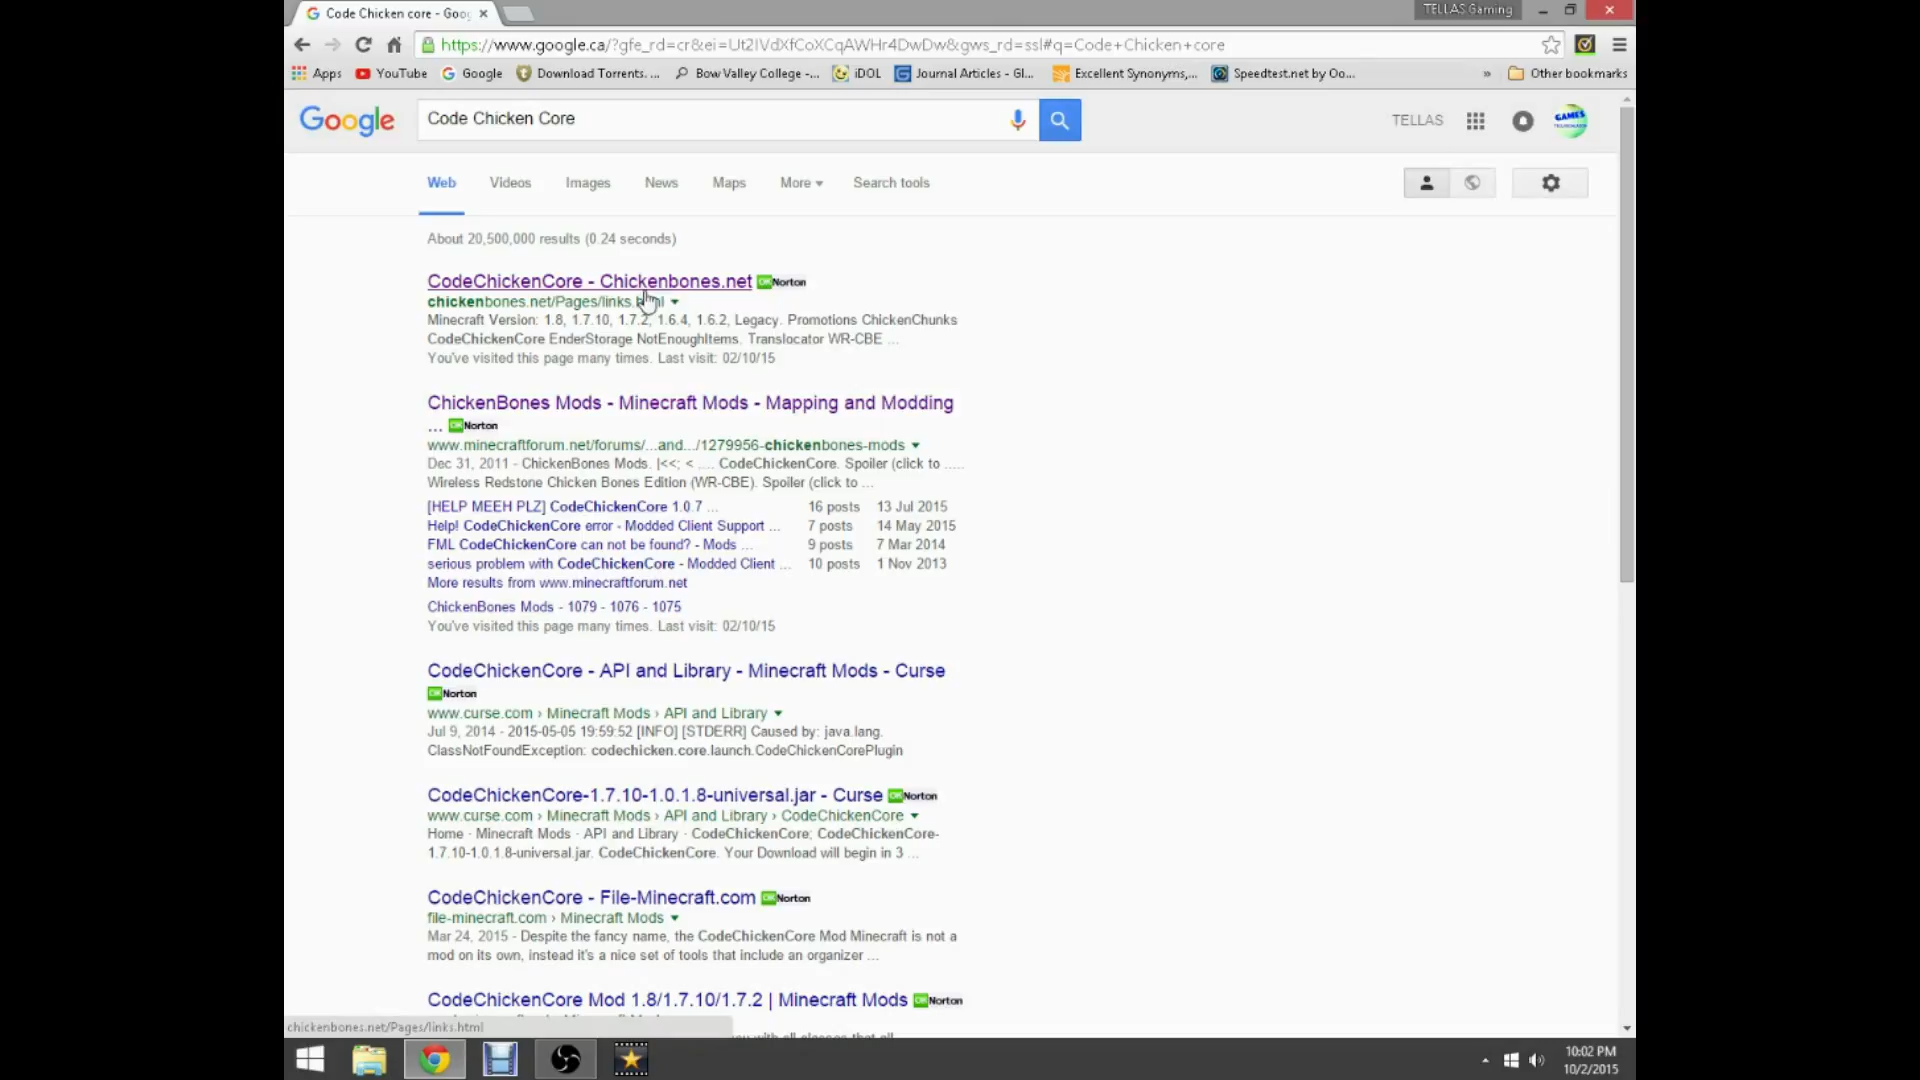 Code Chicken core - Goo
TELLAS Gaming
https://www.google.ca/?gfe_rd=cr&ei=Ut2IVdXfCoXCqAWHr4DwDw&gws_rd=ssl#q=Code+Chicken+core
Apps YouTube Google Download Torrents. ... Bow Valley College -... iDOL Journal Articles - Gl... Excellent Synonyms,... Speedtest.net by Oo... » Other bookmarks
Google Code Chicken Core TELLAS GAMES
Web Videos Images News Maps More Search tools
About 20,500,000 results (0.24 seconds)
CodeChickenCore - Chickenbones.net OK Norton
chickenbones.net/Pages/links.html
Minecraft Version: 1.8, 1.7.10, 1.7.2, 1.6.4, 1.6.2, Legacy. Promotions ChickenChunks
CodeChickenCore EnderStorage NotEnoughItems. Translocator WR-CBE ...
You've visited this page many times. Last visit: 02/10/15
ChickenBones Mods - Minecraft Mods - Mapping and Modding
... OK Norton
www.minecraftforum.net/forums/...and.../1279956-chickenbones-mods
Dec 31, 2011 - ChickenBones Mods. |<<; < .... CodeChickenCore. Spoiler (click to .....
Wireless Redstone Chicken Bones Edition (WR-CBE). Spoiler (click to ...
[HELP MEEH PLZ] CodeChickenCore 1.0.7 ... 16 posts 13 Jul 2015
Help! CodeChickenCore error - Modded Client Support ... 7 posts 14 May 2015
FML CodeChickenCore can not be found? - Mods ... 9 posts 7 Mar 2014
serious problem with CodeChickenCore - Modded Client ... 10 posts 1 Nov 2013
More results from www.minecraftforum.net
ChickenBones Mods - 1079 - 1076 - 1075
You've visited this page many times. Last visit: 02/10/15
CodeChickenCore - API and Library - Minecraft Mods - Curse
OK Norton
www.curse.com › Minecraft Mods › API and Library
Jul 9, 2014 - 2015-05-05 19:59:52 [INFO] [STDERR] Caused by: java.lang.
ClassNotFoundException: codechicken.core.launch.CodeChickenCorePlugin
CodeChickenCore-1.7.10-1.0.1.8-universal.jar - Curse OK Norton
www.curse.com › Minecraft Mods › API and Library › CodeChickenCore
Home · Minecraft Mods · API and Library · CodeChickenCore; CodeChickenCore-
1.7.10-1.0.1.8-universal.jar. CodeChickenCore. Your Download will begin in 3 ...
CodeChickenCore - File-Minecraft.com OK Norton
file-minecraft.com › Minecraft Mods
Mar 24, 2015 - Despite the fancy name, the CodeChickenCore Mod Minecraft is not a
mod on its own, instead it's a nice set of tools that include an organizer ...
CodeChickenCore Mod 1.8/1.7.10/1.7.2 | Minecraft Mods OK Norton
chickenbones.net/Pages/links.html
10:02 PM
10/2/2015